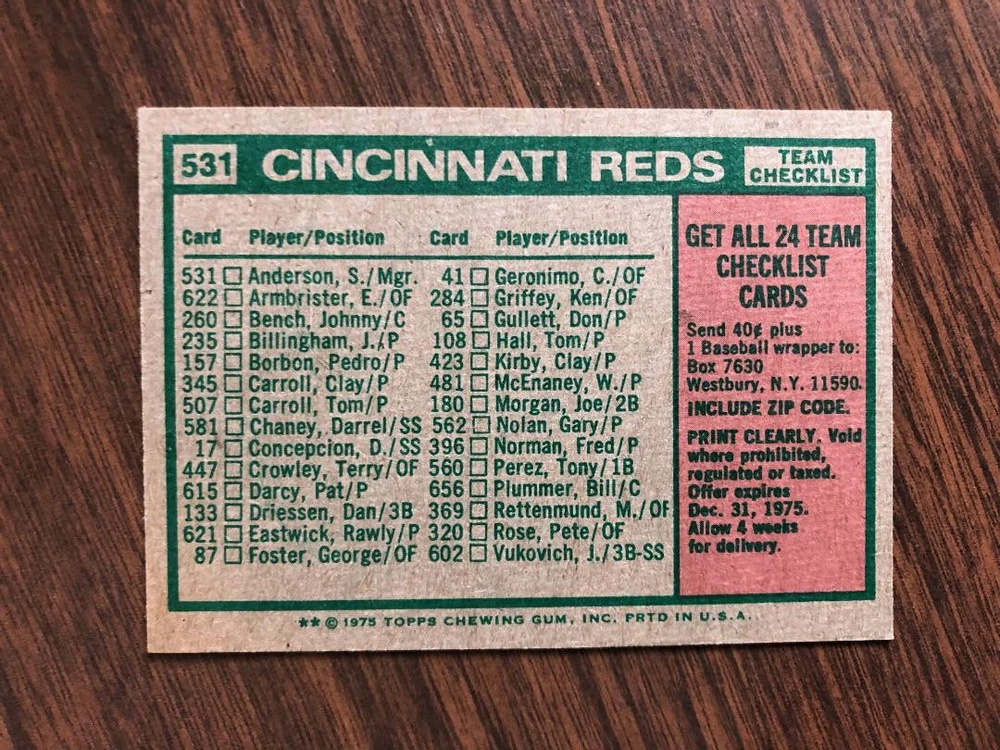 531 CINCINNATI REDS TEAM CHECKLIST
Card Player/Position Card Player/Position
531 Anderson, S./Mgr. 41 Geronimo, C./OF
622 Armbrister, E./OF 284 Griffey, Ken/OF
260 Bench, Johnny/C 65 Gullett, Don/P
235 Billingham, J./P 108 Hall, Tom/P
157 Borbon, Pedro/P 423 Kirby, Clay/P
345 Carroll, Clay/P 481 McEnaney, W./P
507 Carroll, Tom/P 180 Morgan, Joe/2B
581 Chaney, Darrel/SS 562 Nolan, Gary/P
17 Concepcion, D./SS 396 Norman, Fred/P
447 Crowley, Terry/OF 560 Perez, Tony/1B
615 Darcy, Pat/P 656 Plummer, Bill/C
133 Driessen, Dan/3B 369 Rettenmund, M./OF
621 Eastwick, Rawly/P 320 Rose, Pete/OF
87 Foster, George/OF 602 Vukovich, J./3B-SS
GET ALL 24 TEAM
CHECKLIST
CARDS
Send 40¢ plus
1 Baseball wrapper to:
Box 7630
Westbury, N.Y. 11590.
INCLUDE ZIP CODE.
PRINT CLEARLY. Void
where prohibited,
regulated or taxed.
Offer expires
Dec. 31, 1975.
Allow 4 weeks
for delivery.
** © 1975 TOPPS CHEWING GUM, INC. PRTD IN U.S.A.